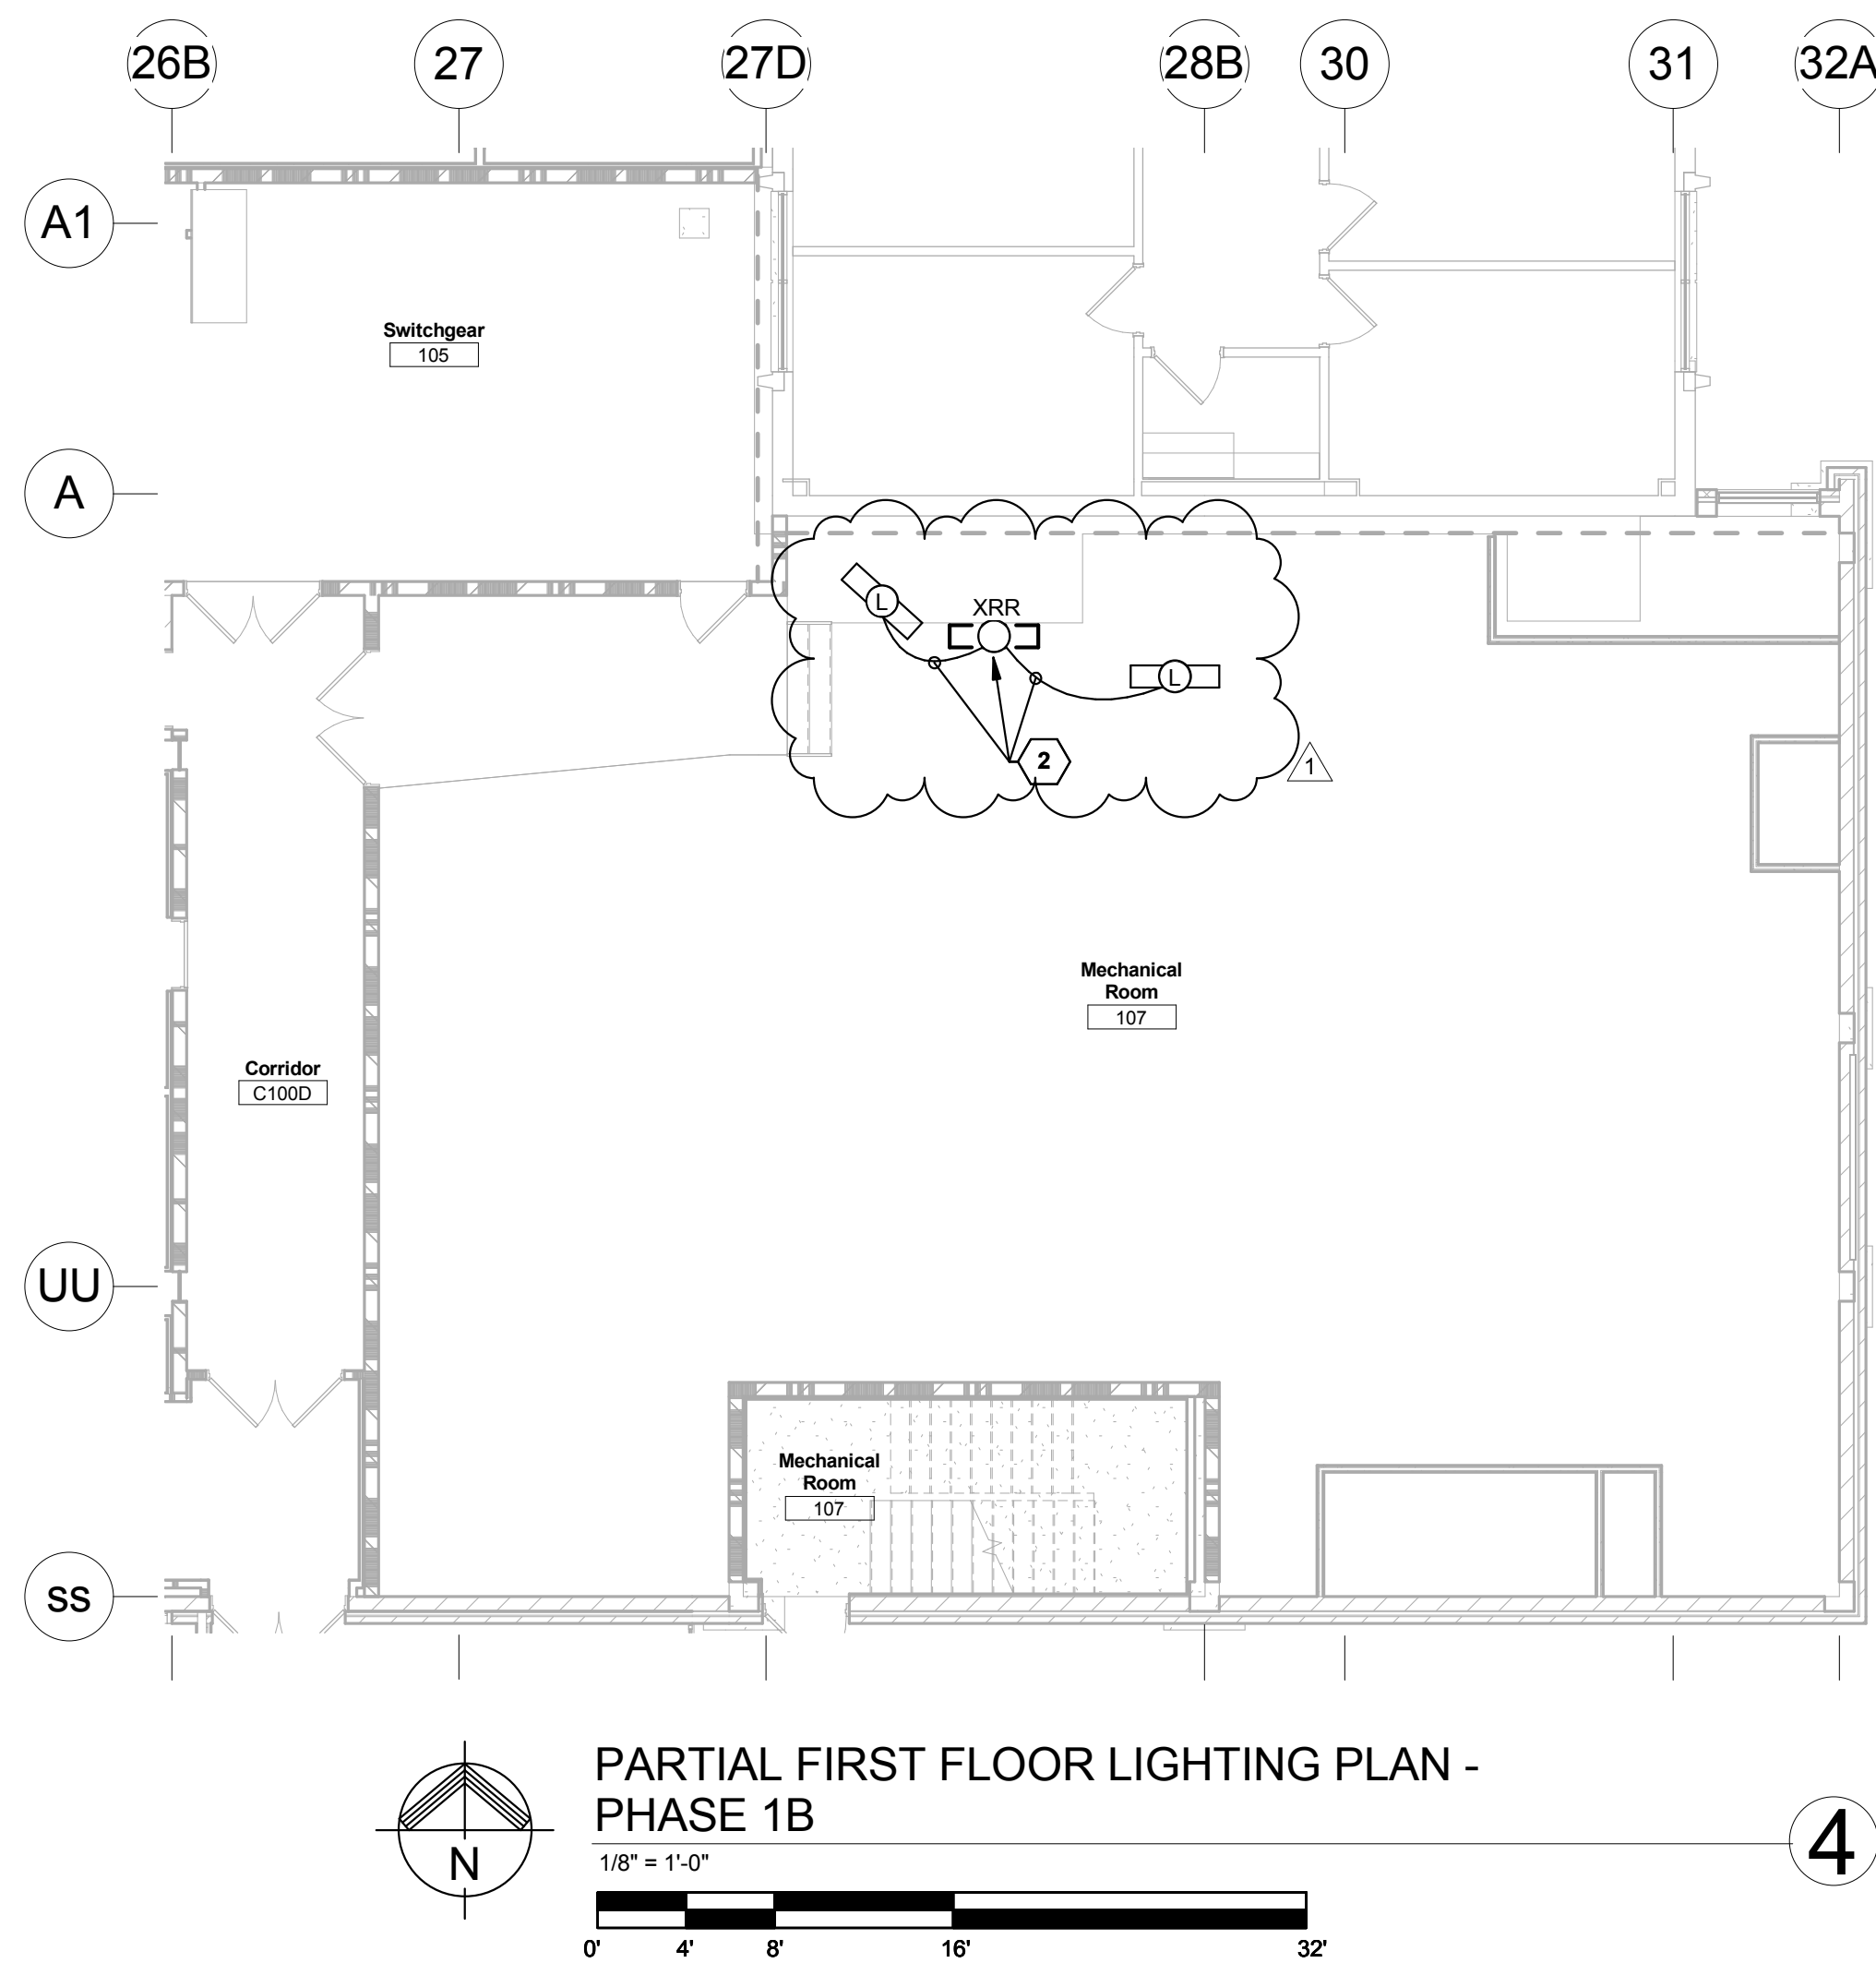 26B
27
27D
28B
30
31
32A
A1
Switchgear
105
A
L
XRR
L
2
1
Mechanical
Room
107
Corridor
C100D
UU
Mechanical
Room
107
SS
PARTIAL FIRST FLOOR LIGHTING PLAN -
PHASE 1B
N
4
1/8" = 1'-0"
0' 4' 8' 16' 32'